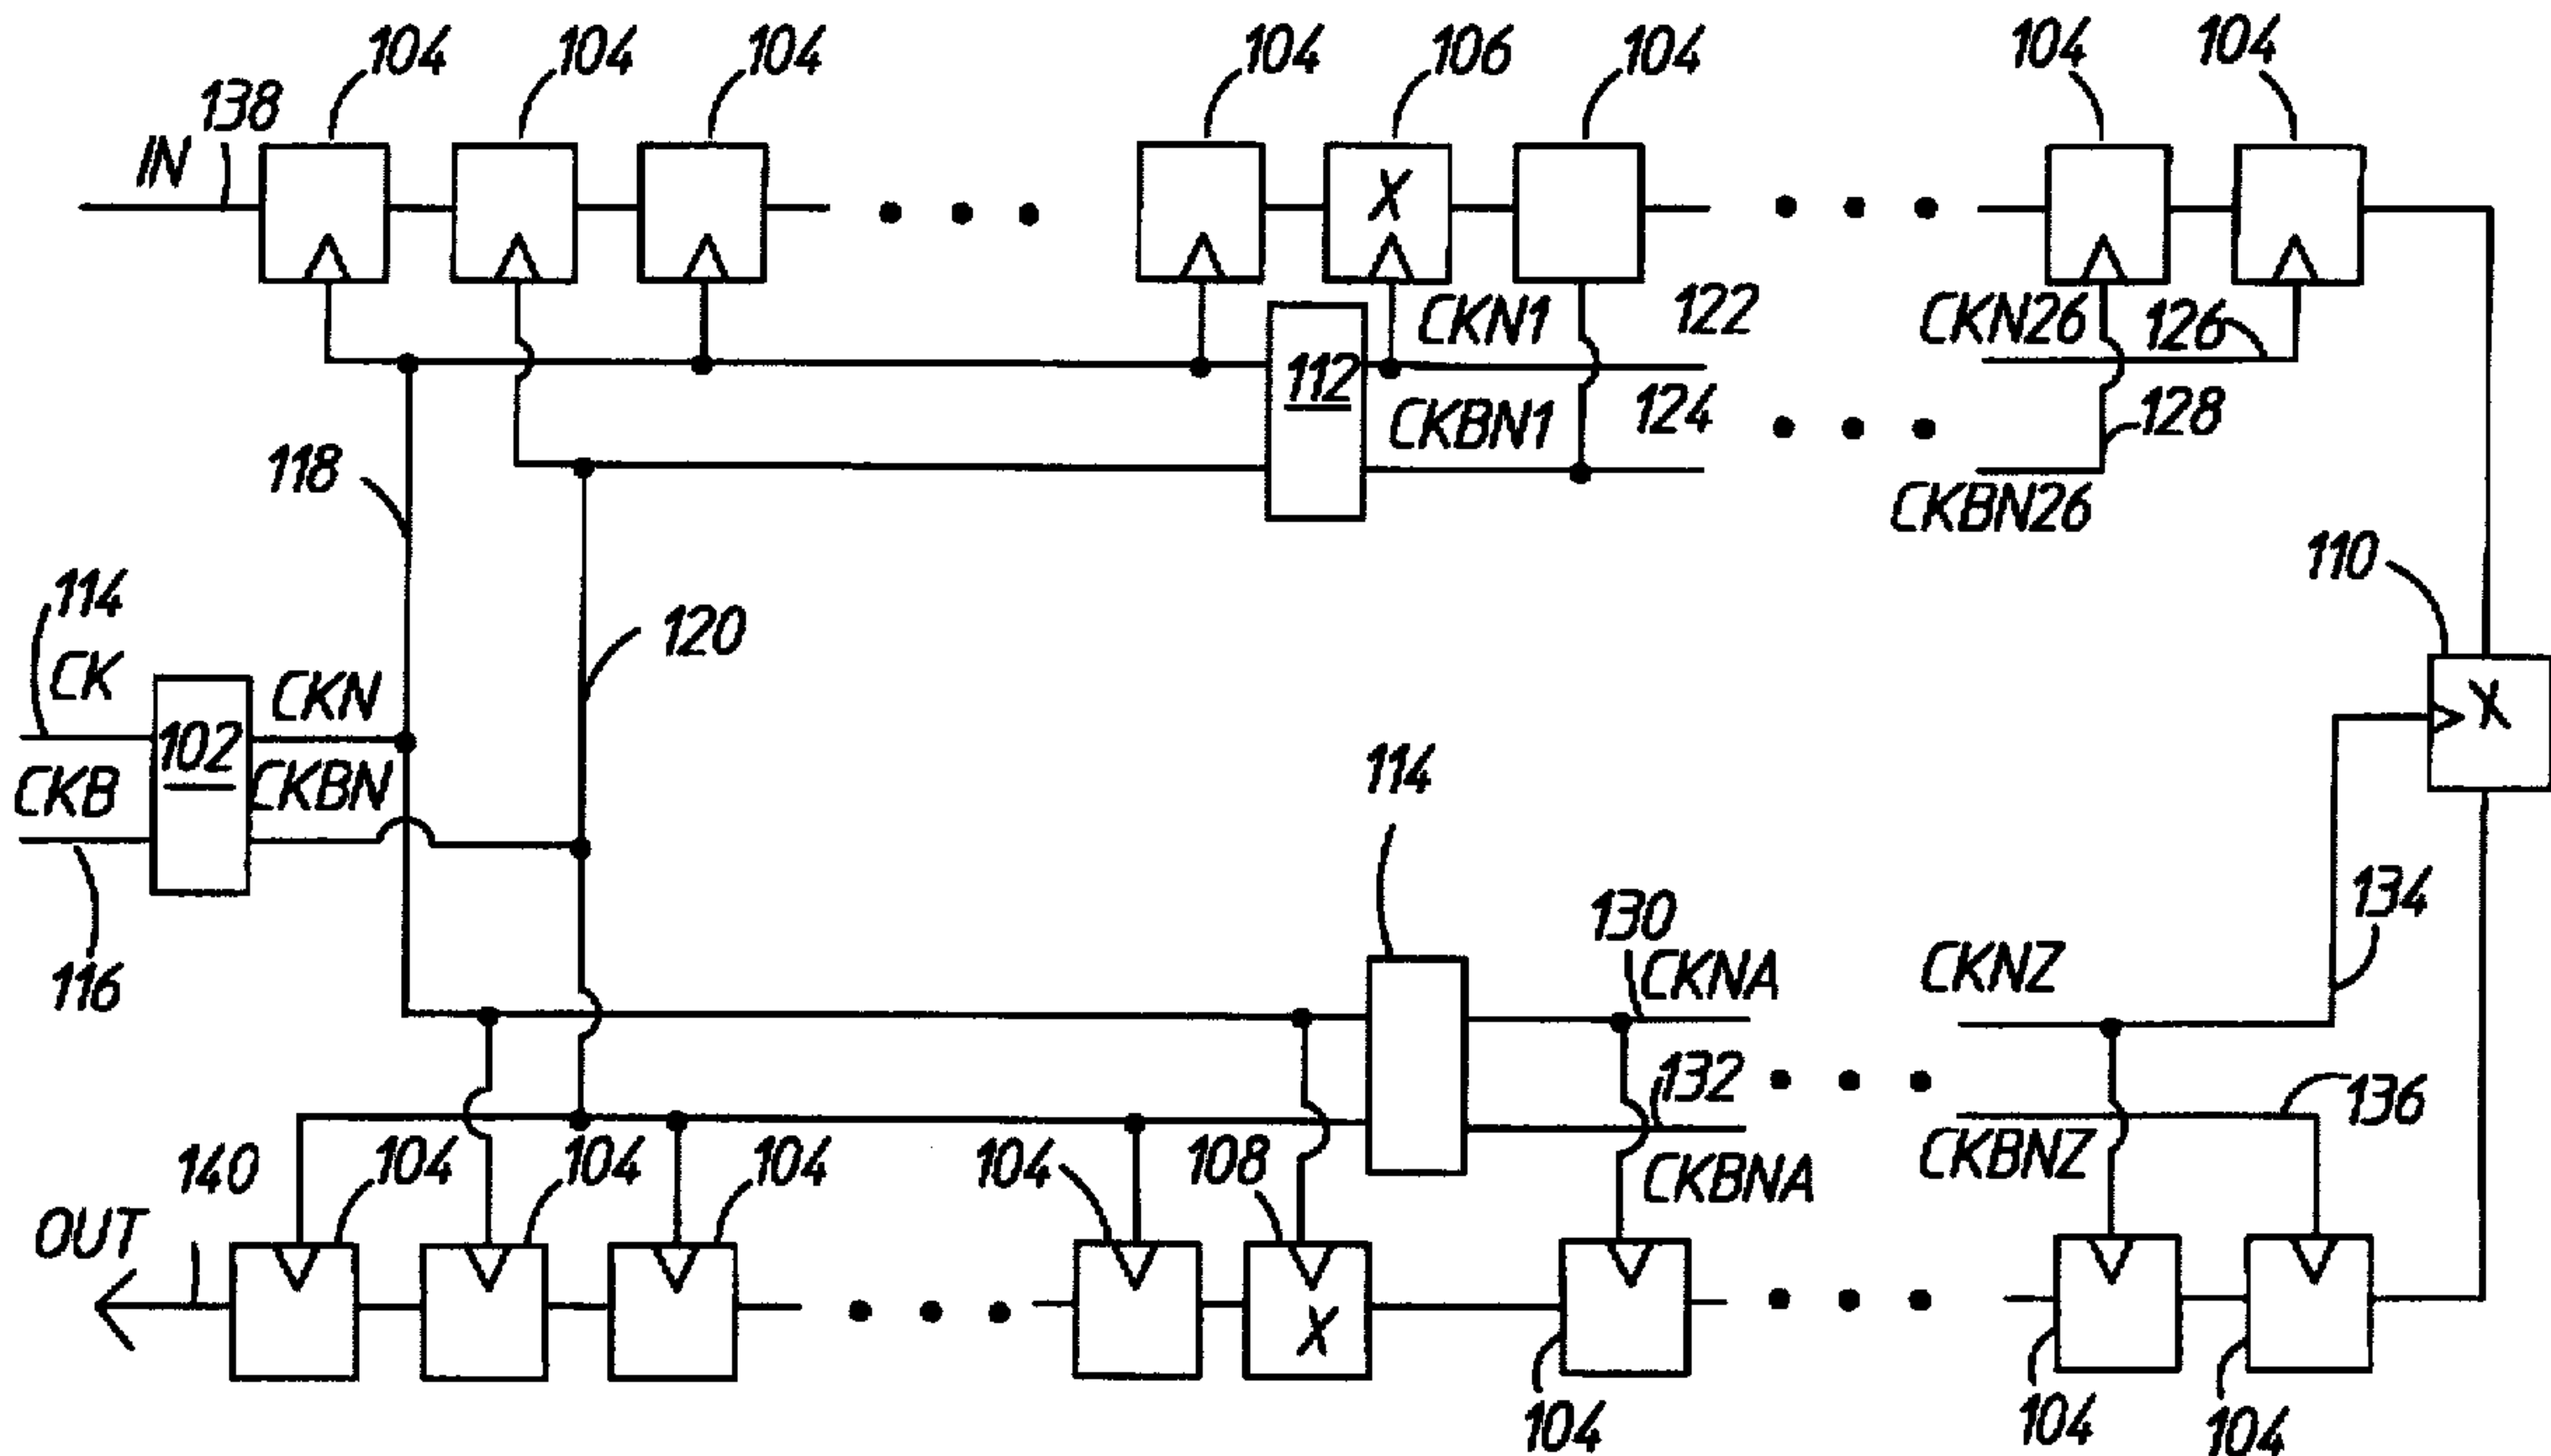 104 104 104 104 106 104 104 104
138
IN
X
CKN1 122 CKN26 126
112
CKBN1 124 128
118 CKBN26
110
114
120
CK CKN X
102
CKB CKBN
114
134
130
116 CKNA CKNZ
132
136
140 104 104 104 104 108 CKBNA CKBNZ
OUT
X
104 104 104